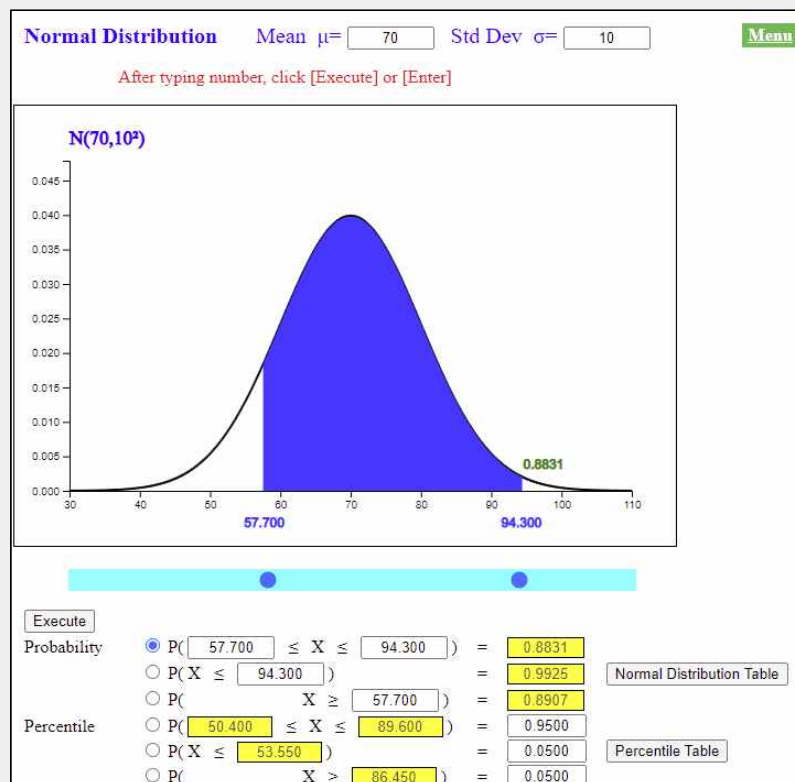 Normal Distribution Mean μ= 70 Std Dev σ= 10 Menu
After typing number, click [Execute] or [Enter]
N(70,10²)
0.045
0.040
0.035
0.030
0.025
0.020
0.015
0.010
0.005
0.8831
0.000
30 40 50 60 70 80 90 100 110
57.700 94.300
Execute
Probability P( 57.700 ≤ X ≤ 94.300 ) = 0.8831
P( X ≤ 94.300 ) = 0.9925 Normal Distribution Table
P( X ≥ 57.700 ) = 0.8907
Percentile P( 50.400 ≤ X ≤ 89.600 ) = 0.9500
P( X ≤ 53.550 ) = 0.0500 Percentile Table
P( X ≥ 86.450 ) = 0.0500